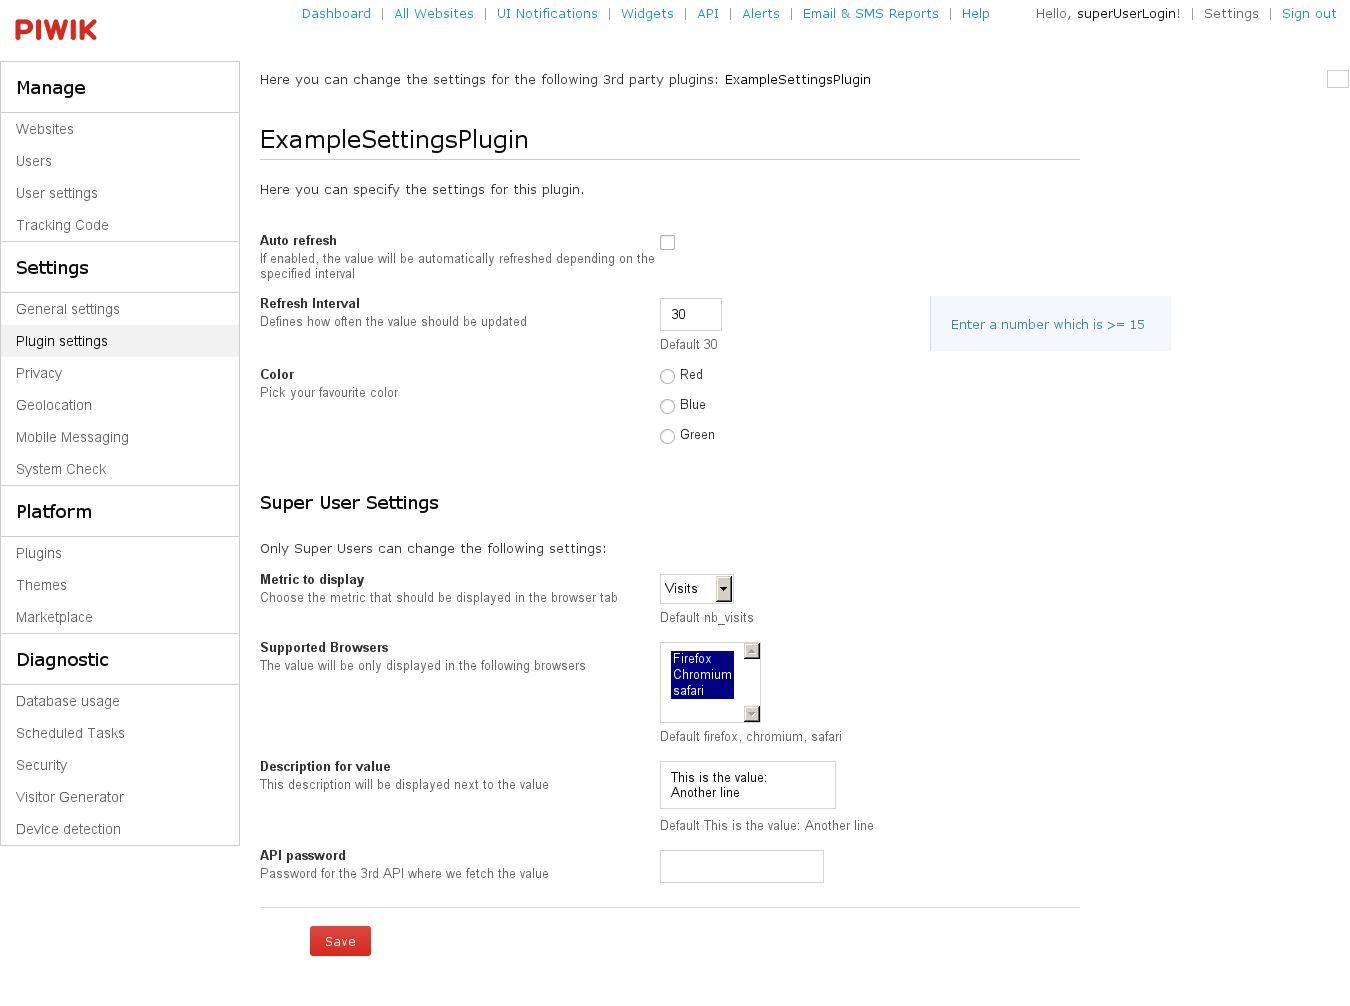 PIWIK
Dashboard | All Websites | UI Notifications | Widgets | API | Alerts | Email & SMS Reports | Help
Hello, superUserLogin! | Settings | Sign out
Manage
Websites
Users
User settings
Tracking Code
Settings
General settings
Plugin settings
Privacy
Geolocation
Mobile Messaging
System Check
Platform
Plugins
Themes
Marketplace
Diagnostic
Database usage
Scheduled Tasks
Security
Visitor Generator
Device detection
Here you can change the settings for the following 3rd party plugins: ExampleSettingsPlugin
ExampleSettingsPlugin
Here you can specify the settings for this plugin.
Auto refresh
If enabled, the value will be automatically refreshed depending on the
specified interval
Refresh Interval
Defines how often the value should be updated
30
Default 30
Enter a number which is >= 15
Color
Pick your favourite color
Red
Blue
Green
Super User Settings
Only Super Users can change the following settings:
Metric to display
Choose the metric that should be displayed in the browser tab
Visits
Default nb_visits
Supported Browsers
The value will be only displayed in the following browsers
Firefox
Chromium
safari
Default firefox, chromium, safari
Description for value
This description will be displayed next to the value
This is the value:
Another line
Default This is the value: Another line
API password
Password for the 3rd API where we fetch the value
Save